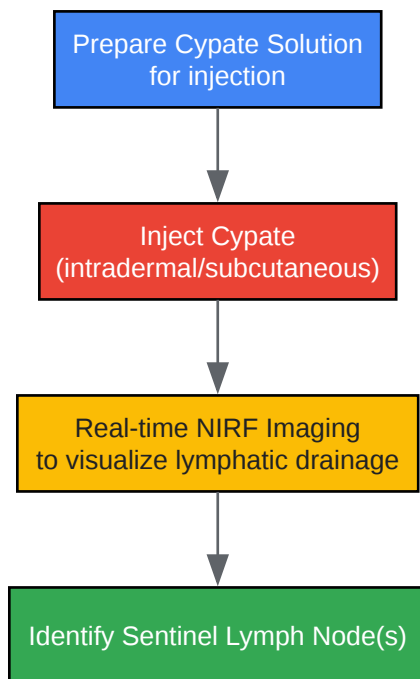 Prepare Cypate Solution
for injection
Inject Cypate
(intradermal/subcutaneous)
Real-time NIRF Imaging
to visualize lymphatic drainage
Identify Sentinel Lymph Node(s)